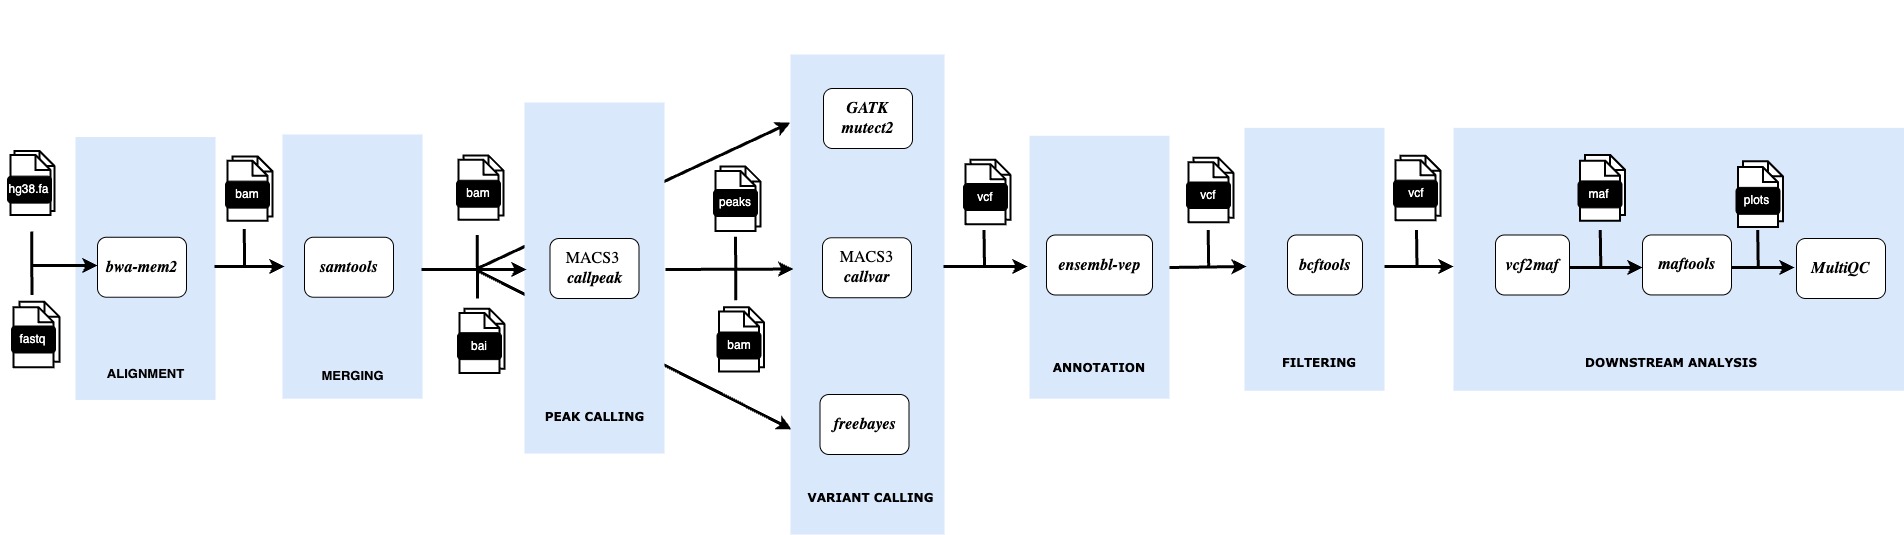 hg38.fa
fastq
bwa-mem2
ALIGNMENT
bam
samtools
MERGING
bam
bai
MACS3
callpeak
PEAK CALLING
peaks
bam
GATK
mutect2
MACS3
callvar
freebayes
VARIANT CALLING
vcf
ensembl-vep
ANNOTATION
vcf
bcftools
FILTERING
vcf
vcf2maf
maf
maftools
plots
MultiQC
DOWNSTREAM ANALYSIS